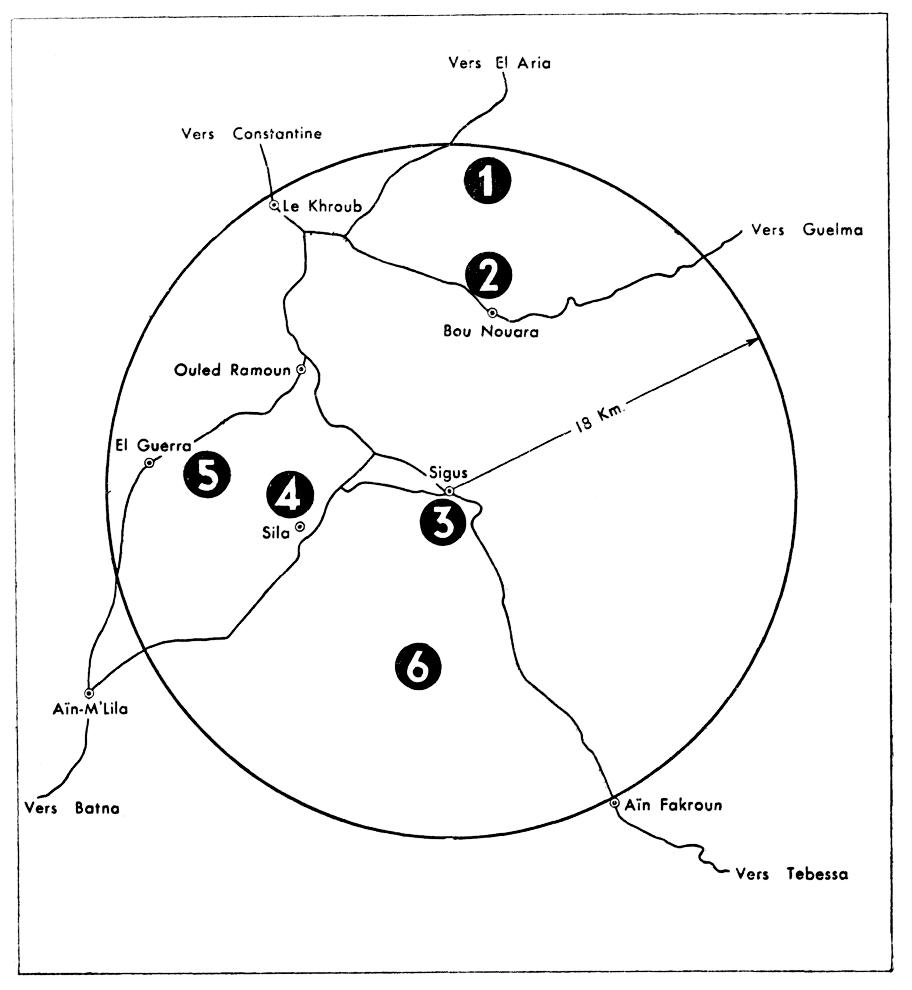 Vers El Aria
Vers Constantine
1
Le Khroub
Vers Guelma
2
Bou Nouara
Ouled Ramoun
18 Km.
El Guerra
5
4
Sigus
3
Sila
6
Aïn-M'Lila
Vers Batna
Aïn Fakroun
Vers Tebessa